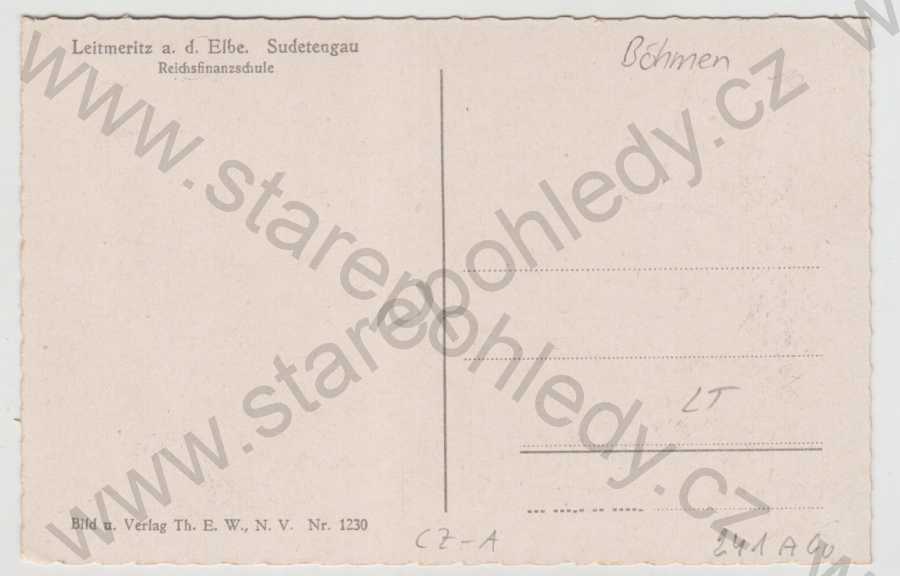 Leitmeritz a. d. Elbe. Sudetengau
Reichsfinanzschule
Böhmen
LT
Bild u. Verlag Th. E. W., N. V. Nr. 1230
CZ-A
241 A 40
www.starepohledy.cz
www.starepohledy.cz